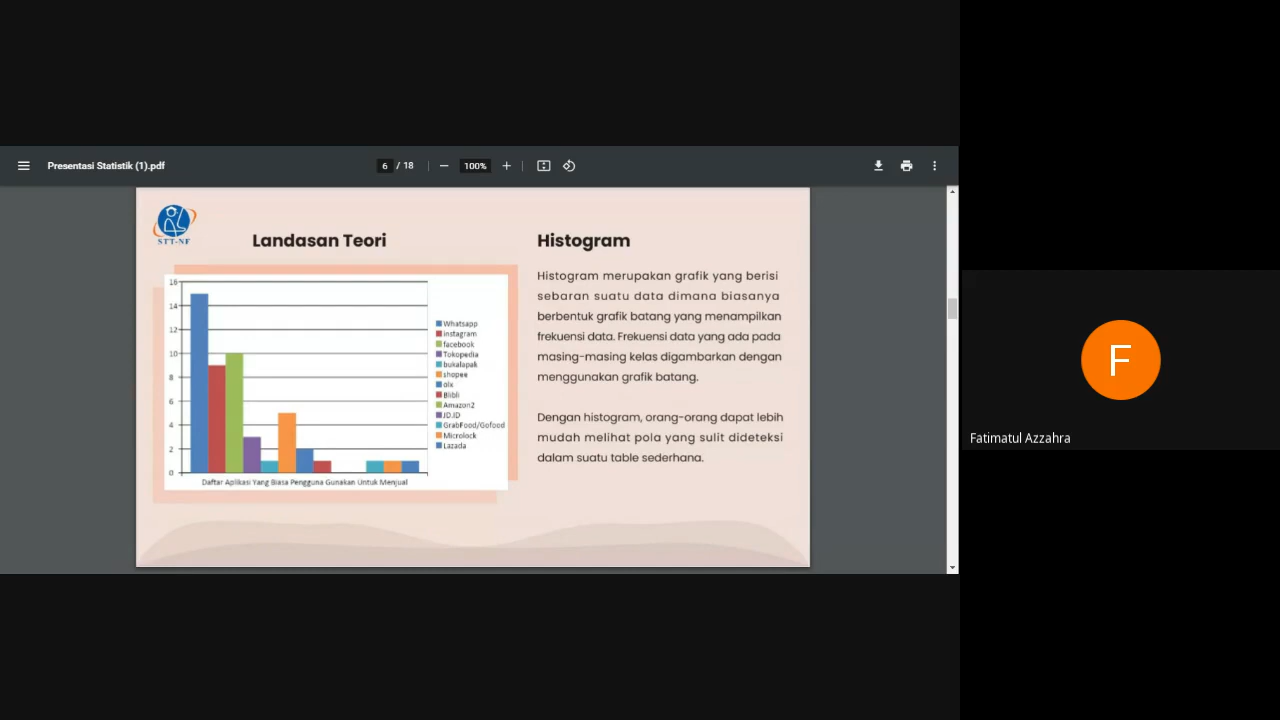 Presentasi Statistik (1).pdf
6 / 18
100%
STT-NF
Landasan Teori
16
14
12
10
8
6
4
2
0
Whatsapp
instagram
facebook
Tokopedia
bukalapak
shopee
olx
Blibli
Amazon2
JD.ID
GrabFood/Gofood
Microlock
Lazada
Daftar Aplikasi Yang Biasa Pengguna Gunakan Untuk Menjual
Histogram
Histogram merupakan grafik yang berisi
sebaran suatu data dimana biasanya
berbentuk grafik batang yang menampilkan
frekuensi data. Frekuensi data yang ada pada
masing-masing kelas digambarkan dengan
menggunakan grafik batang.
Dengan histogram, orang-orang dapat lebih
mudah melihat pola yang sulit dideteksi
dalam suatu table sederhana.
F
Fatimatul Azzahra